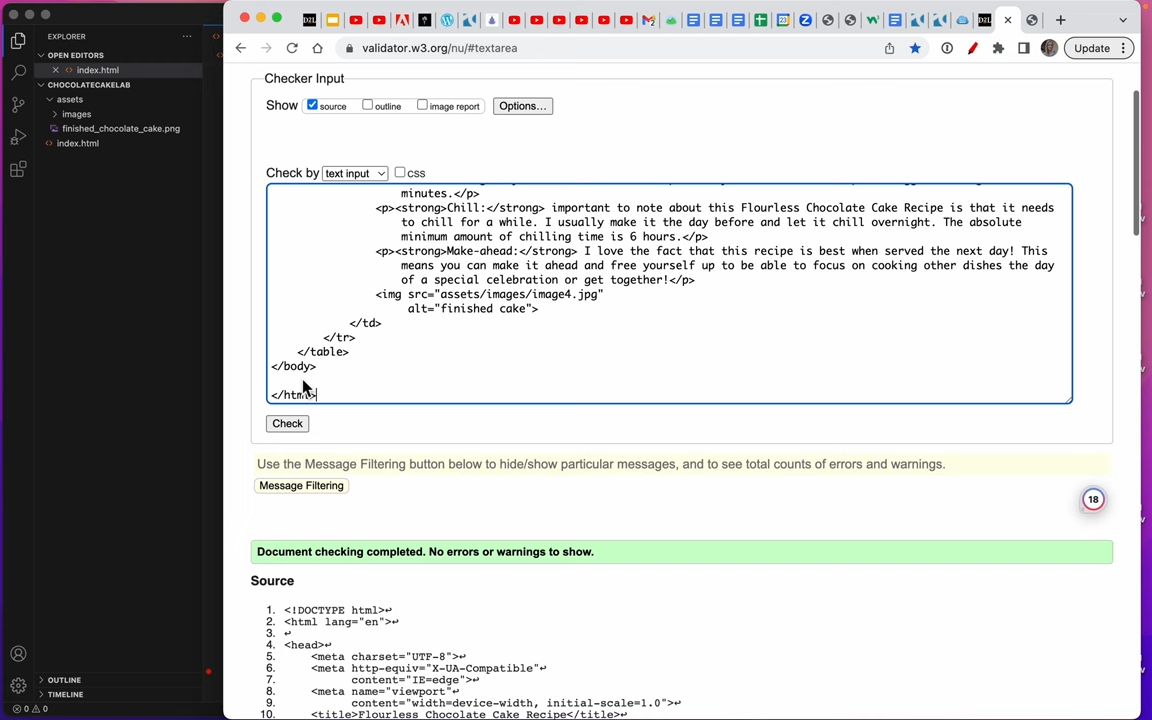 EXPLORER
OPEN EDITORS
index.html
CHOCOLATECAKELAB
assets
images
finished_chocolate_cake.png
index.html
OUTLINE
TIMELINE
0 0
D2L
D2L
validator.w3.org/nu/#textarea
Update
Checker Input
Show source outline image report Options...
Check by text input css
minutes.</p>
<p><strong>Chill:</strong> important to note about this Flourless Chocolate Cake Recipe is that it needs
to chill for a while. I usually make it the day before and let it chill overnight. The absolute
minimum amount of chilling time is 6 hours.</p>
<p><strong>Make-ahead:</strong> I love the fact that this recipe is best when served the next day! This
means you can make it ahead and free yourself up to be able to focus on cooking other dishes the day
of a special celebration or get together!</p>
<img src="assets/images/image4.jpg"
alt="finished cake">
</td>
</tr>
</table>
</body>
</html>
Check
Use the Message Filtering button below to hide/show particular messages, and to see total counts of errors and warnings.
Message Filtering
18
Document checking completed. No errors or warnings to show.
Source
1. <!DOCTYPE html>↩
2. <html lang="en">↩
3. ↩
4. <head>↩
5. <meta charset="UTF-8">↩
6. <meta http-equiv="X-UA-Compatible"↩
7. content="IE=edge">↩
8. <meta name="viewport"↩
9. content="width=device-width, initial-scale=1.0">↩
10. <title>Flourless Chocolate Cake Recipe</title>↩